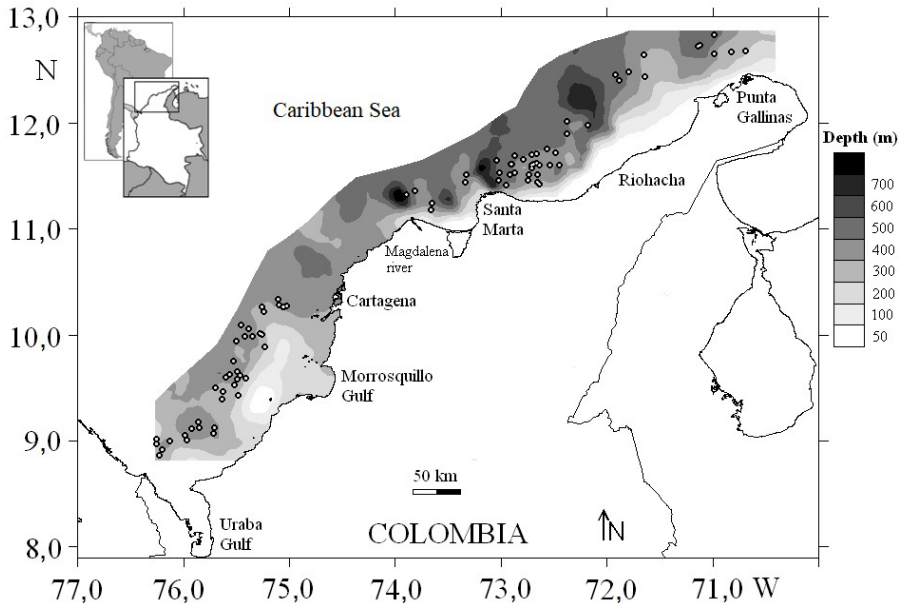 13,0
N
Caribbean Sea
12,0
Punta
Gallinas
Depth (m)
700
600
500
400
300
200
100
50
Riohacha
Santa
Marta
11,0
Magdalena
river
Cartagena
10,0
Morrosquillo
Gulf
9,0
50 km
Uraba
Gulf
COLOMBIA
N
8,0
77,0
76,0
75,0
74,0
73,0
72,0
71,0 W